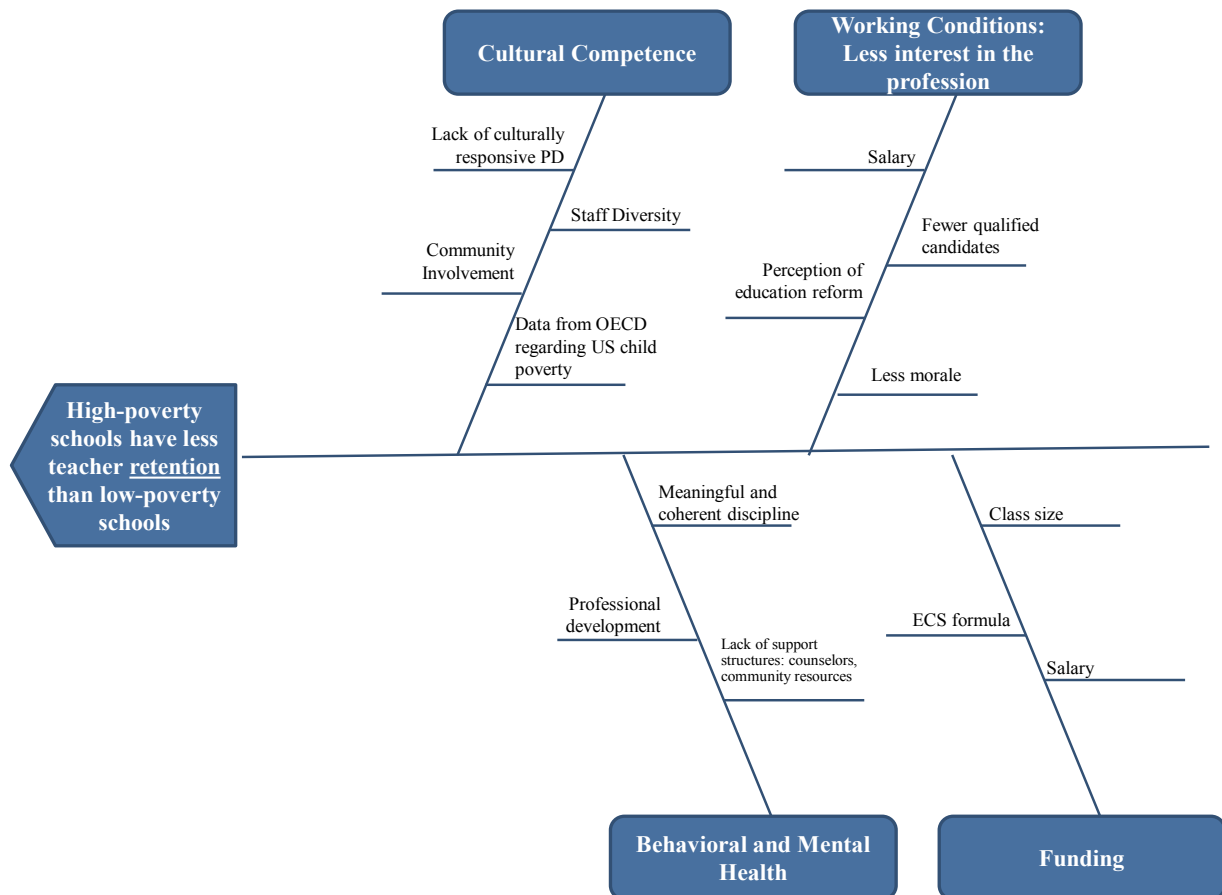 Cultural Competence
Working Conditions:
Less interest in the
profession
Lack of culturally
responsive PD
Staff Diversity
Community
Involvement
Data from OECD
regarding US child
poverty
Salary
Fewer qualified
candidates
Perception of
education reform
Less morale
High-poverty
schools have less
teacher retention
than low-poverty
schools
Meaningful and
coherent discipline
Professional
development
Lack of support
structures: counselors,
community resources
Class size
ECS formula
Salary
Behavioral and Mental
Health
Funding